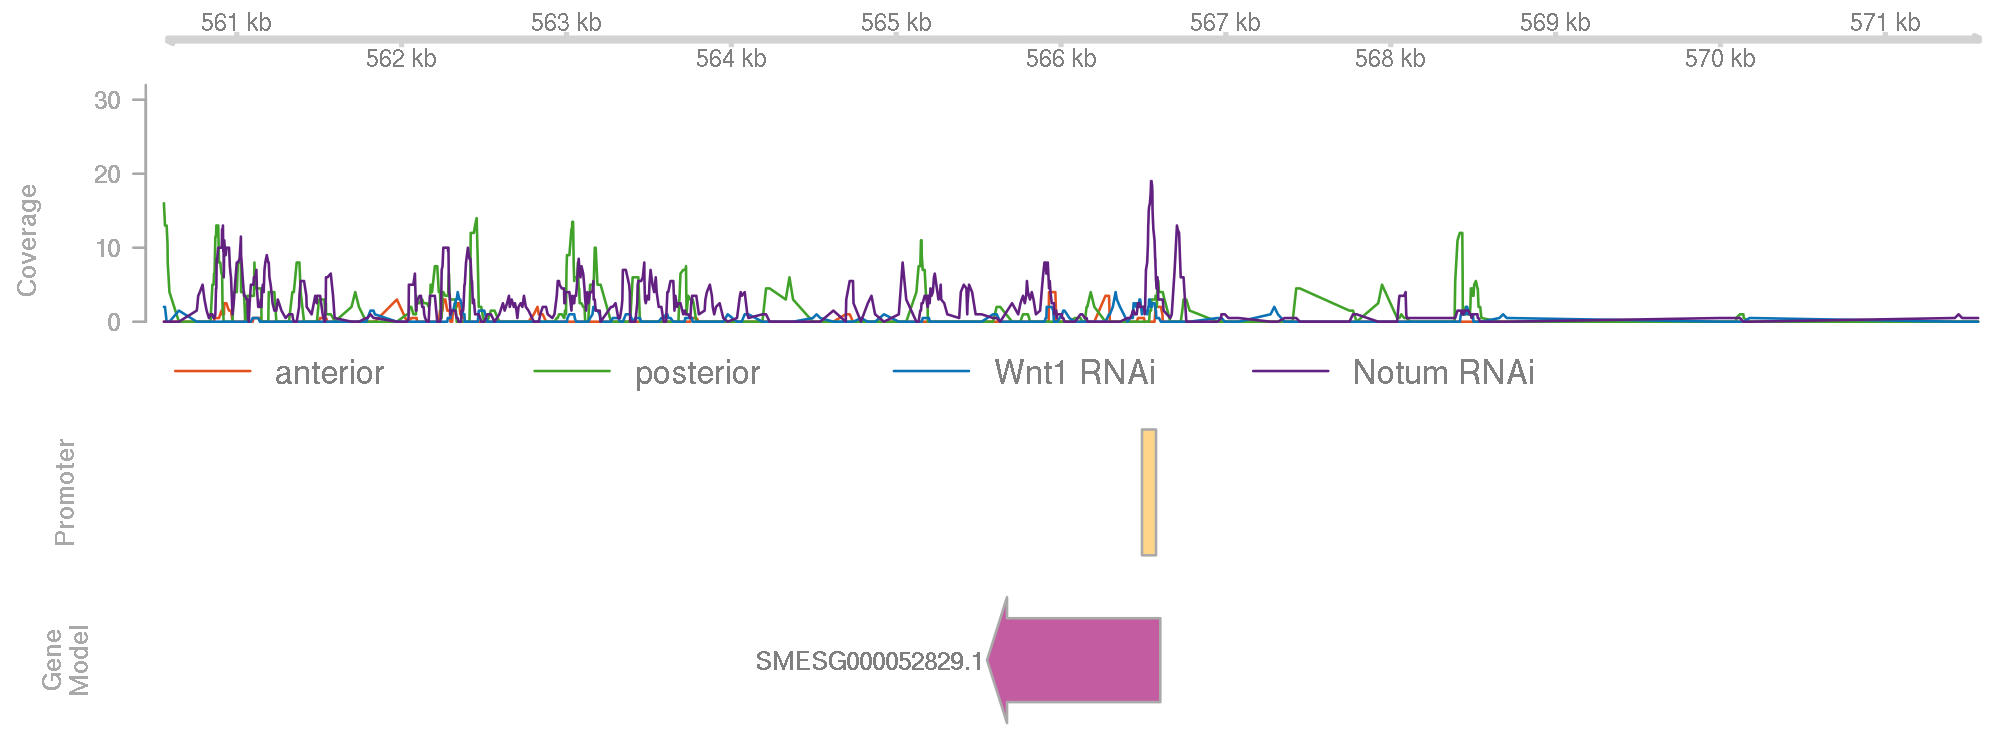 561 kb 563 kb 565 kb 567 kb 569 kb 571 kb
562 kb 564 kb 566 kb 568 kb 570 kb
30
20
10
0
Coverage
anterior posterior Wnt1 RNAi Notum RNAi
Promoter
Gene
Model
SMESG000052829.1